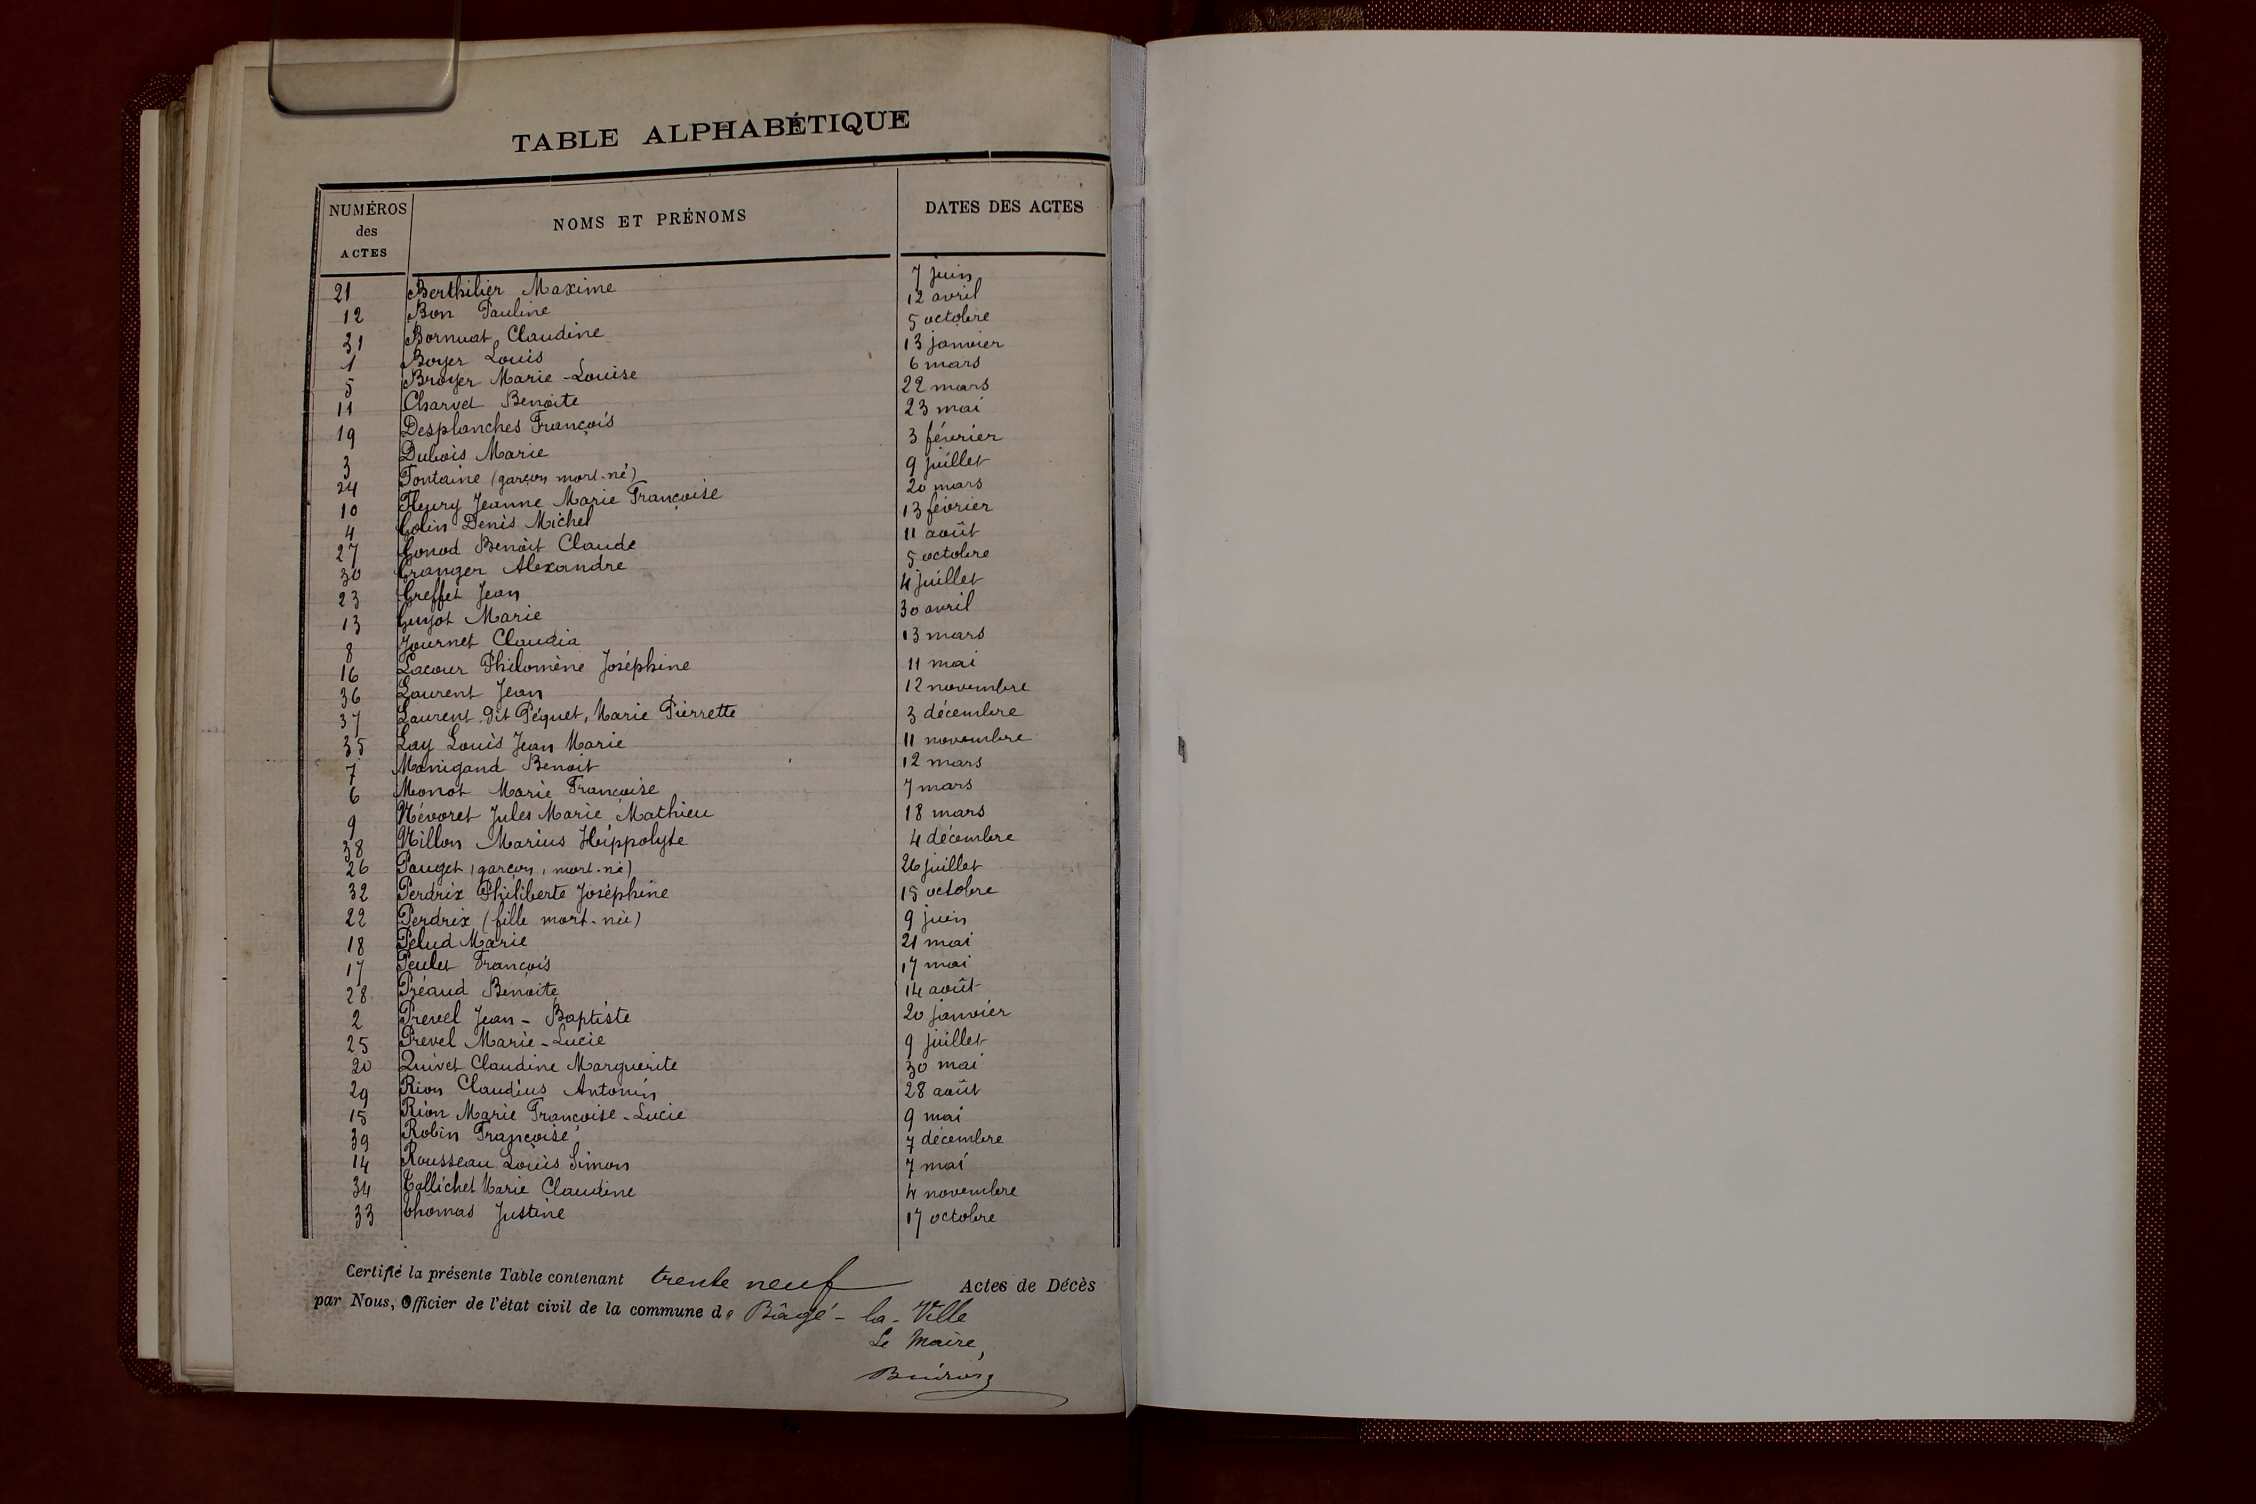 TABLE ALPHABÉTIQUE
NUMÉROS des ACTES NOMS ET PRÉNOMS DATES DES ACTES
21 Berthilier Maxime 7 juin
12 Bon Pauline 12 avril
31 Bornuat Claudine 5 octobre
1 Boyer Louis 13 janvier
5 Broyer Marie-Louise 6 mars
11 Charvet Benoite 22 mars
19 Desplanches François 23 mai
3 Dubois Marie 3 février
24 Fontaine (garçon mort-né) 9 juillet
10 Fleury Jeanne Marie Françoise 20 mars
4 Golin Denis Michel 13 février
27 Gonod Benoit Claude 11 août
30 Granger Alexandre 5 octobre
23 Greffet Jean 4 juillet
13 Guyot Marie 30 avril
8 Journet Claudia 13 mars
16 Lacour Philomène Joséphine 11 mai
36 Laurent Jean 12 novembre
37 Laurent dit Péquet, Marie Pierrette 3 décembre
35 Lay Louis Jean Marie 11 novembre
7 Manigand Benoit 12 mars
6 Monot Marie Françoise 7 mars
9 Névoret Jules Marie Mathieu 18 mars
38 Nillon Marius Hippolyte 4 décembre
26 Pauget (garçon, mort-né) 26 juillet
32 Perdrix Philiberte Joséphine 15 octobre
22 Perdrix (fille mort-née) 9 juin
18 Pelud Marie 21 mai
17 Peulet François 17 mai
28 Préaud Benoite 14 août
2 Prevel Jean-Baptiste 20 janvier
25 Prevel Marie-Lucie 9 juillet
20 Quivet Claudine Marguerite 30 mai
29 Rion Claudius Antonin 28 août
15 Rion Marie Françoise-Lucie 9 mai
39 Robin Françoise 7 décembre
14 Rousseau Louis Simon 7 mai
34 Tallichet Marie Claudine 4 novembre
33 Thomas Justine 17 octobre
Certifié la présente Table contenant trente neuf Actes de Décès
par Nous, Officier de l'état civil de la commune de Bâgé-la-Ville
Le Maire,